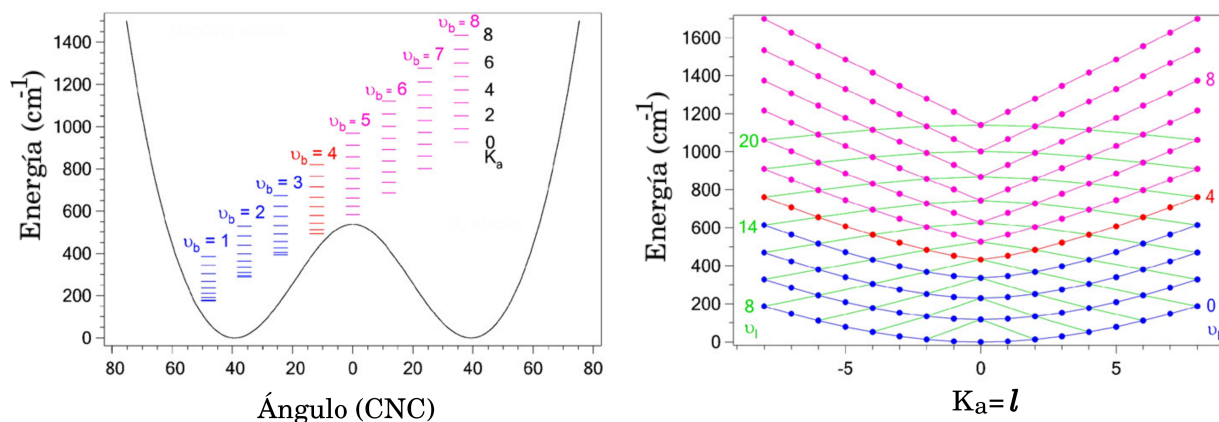 Energía (cm⁻¹)
1400
1200
1000
800
600
400
200
0
υb = 1
υb = 2
υb = 3
υb = 4
υb = 5
υb = 6
υb = 7
υb = 8
8
6
4
2
0
Ka
80
60
40
20
0
20
40
60
80
Ángulo (CNC)
Energía (cm⁻¹)
1600
1400
1200
1000
800
600
400
200
0
20
14
8
υl
8
4
0
-5
0
5
Ka=l